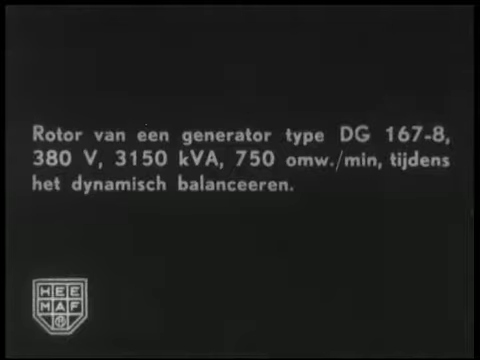 Rotor van een generator type DG 167-8,
380 V, 3150 kVA, 750 omw./min, tijdens
het dynamisch balanceeren.
HEE
MAF